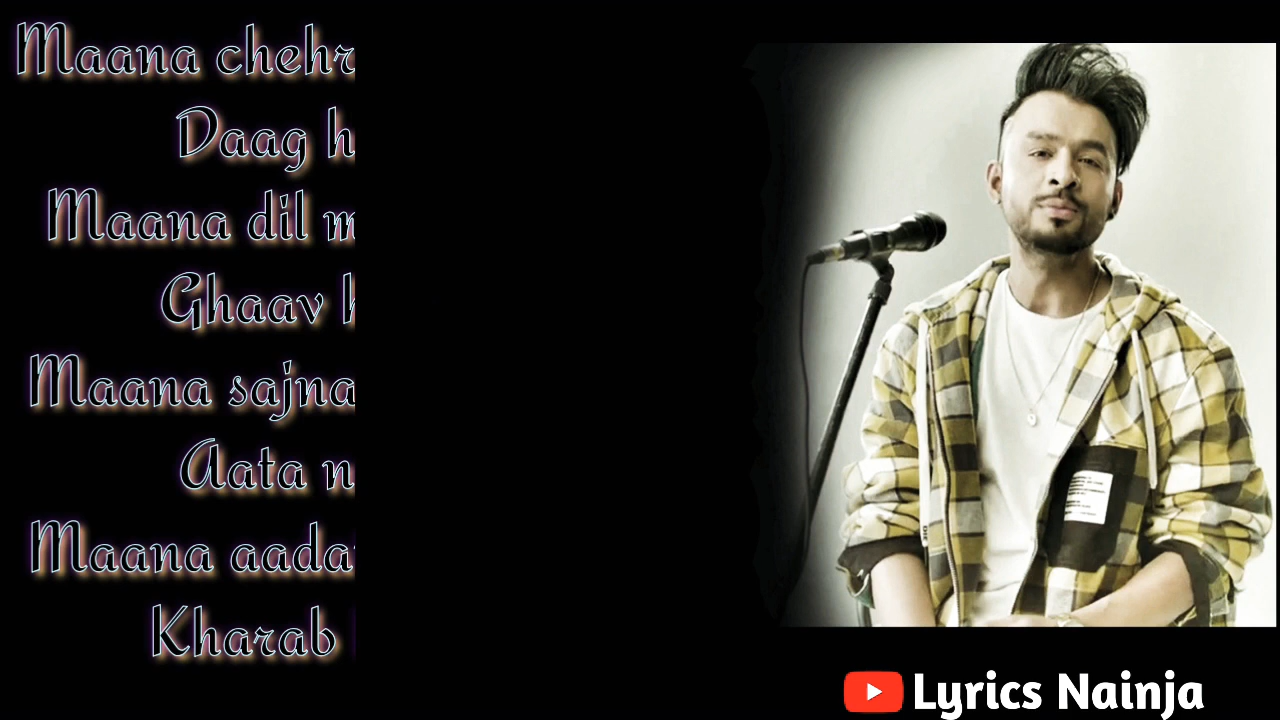 Maana chehr
Daag h
Maana dil m
Ghaav
Maana sajna
Aata n
Maana aada
Kharab
Lyrics Nainja